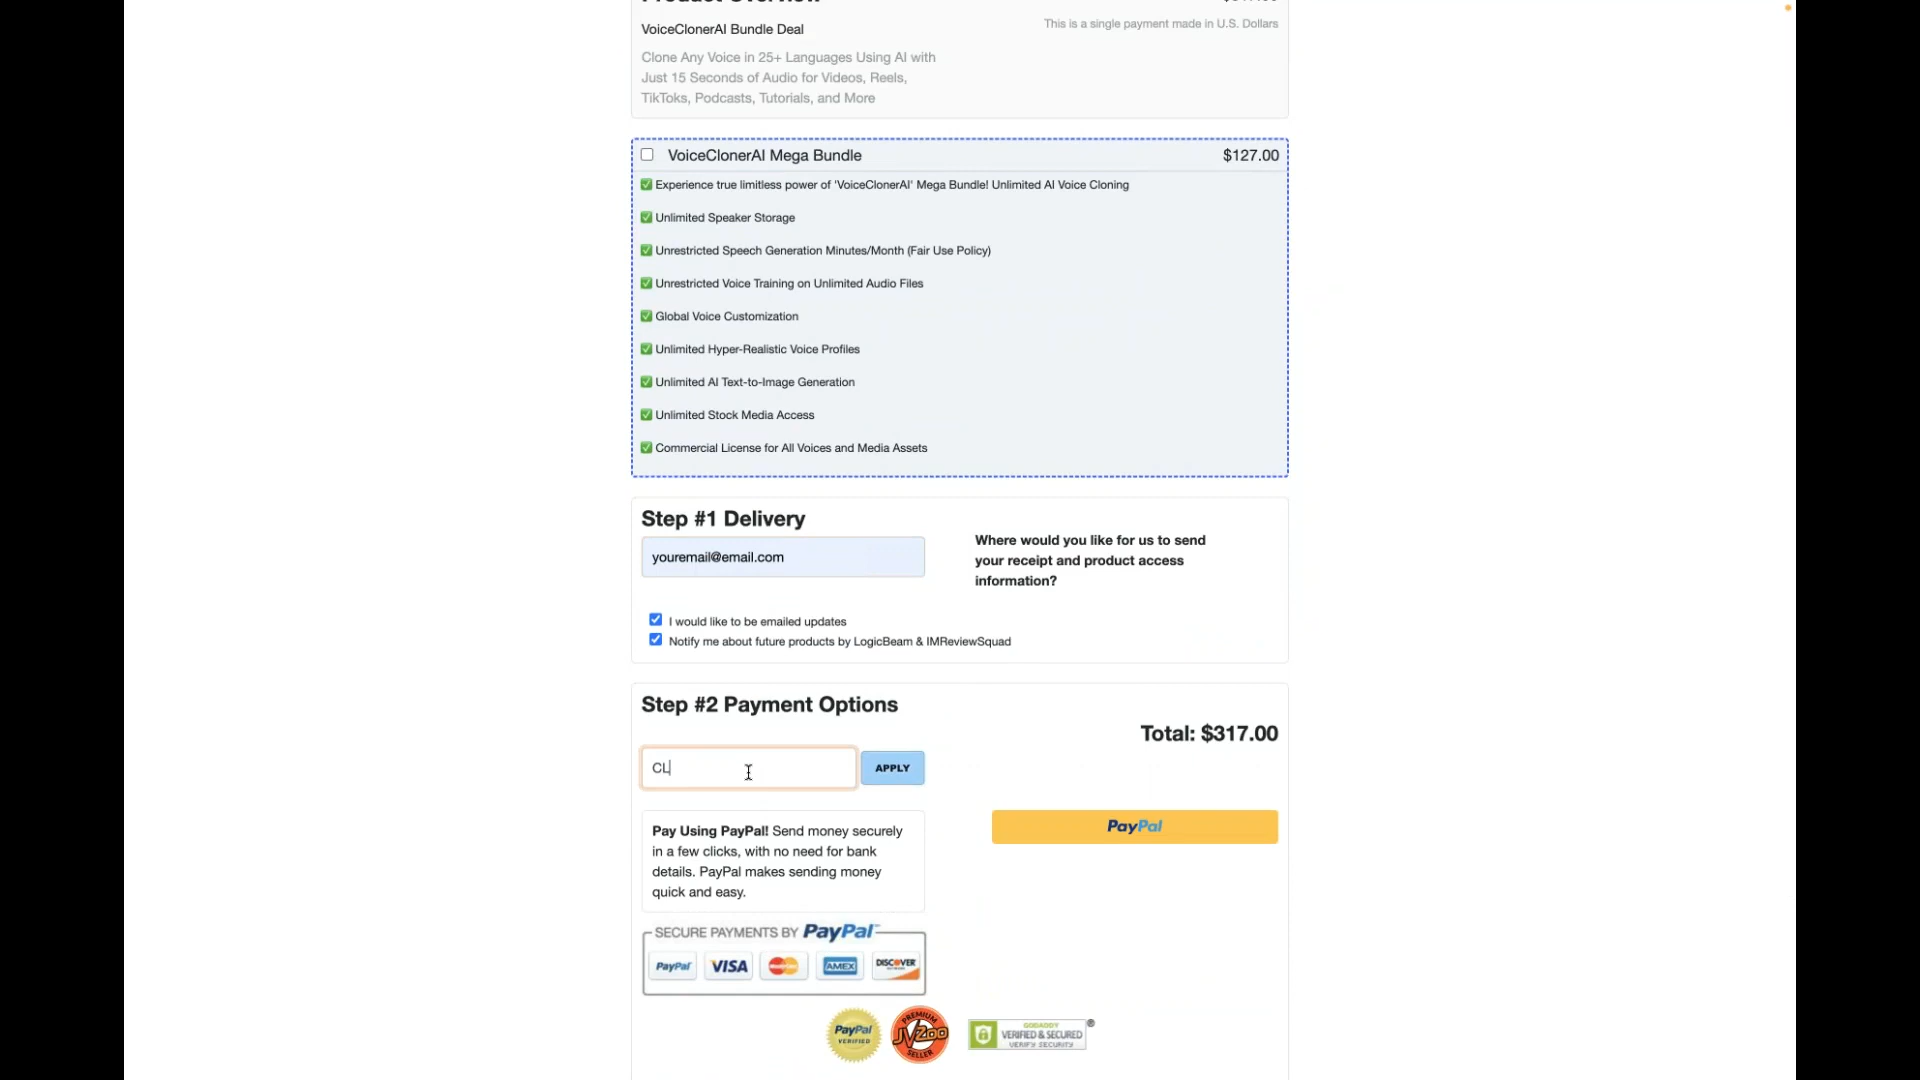 VoiceClonerAI Bundle Deal
This is a single payment made in U.S. Dollars
Clone Any Voice in 25+ Languages Using AI with
Just 15 Seconds of Audio for Videos, Reels,
TikToks, Podcasts, Tutorials, and More
VoiceClonerAI Mega Bundle
$127.00
Experience true limitless power of 'VoiceClonerAI' Mega Bundle! Unlimited AI Voice Cloning
Unlimited Speaker Storage
Unrestricted Speech Generation Minutes/Month (Fair Use Policy)
Unrestricted Voice Training on Unlimited Audio Files
Global Voice Customization
Unlimited Hyper-Realistic Voice Profiles
Unlimited AI Text-to-Image Generation
Unlimited Stock Media Access
Commercial License for All Voices and Media Assets
Step #1 Delivery
youremail@email.com
Where would you like for us to send
your receipt and product access
information?
I would like to be emailed updates
Notify me about future products by LogicBeam & IMReviewSquad
Step #2 Payment Options
Total: $317.00
CL
APPLY
Pay Using PayPal! Send money securely
in a few clicks, with no need for bank
details. PayPal makes sending money
quick and easy.
PayPal
SECURE PAYMENTS BY PayPal
PayPal VISA MasterCard AMEX DISCOVER
PayPal
VERIFIED
PREMIUM
JVZOO
SELLER
GODADDY
VERIFIED & SECURED
VERIFY SECURITY
®